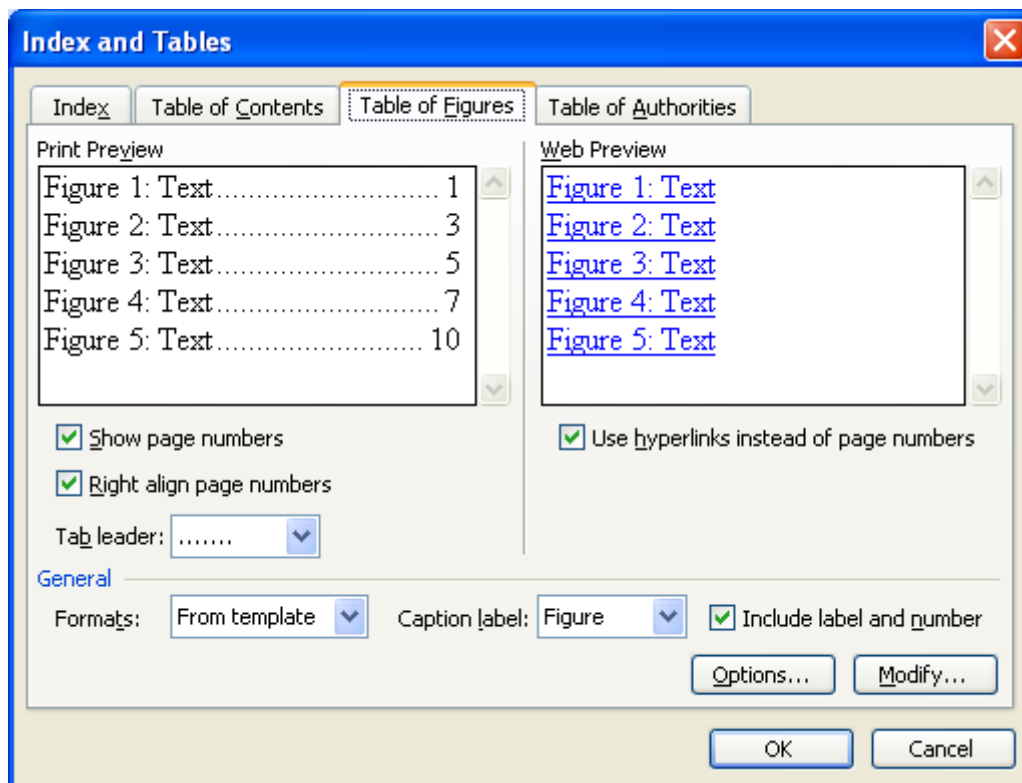 Index and Tables
Index Table of Contents Table of Figures Table of Authorities
Print Preview
Figure 1: Text........................... 1
Figure 2: Text........................... 3
Figure 3: Text........................... 5
Figure 4: Text........................... 7
Figure 5: Text......................... 10
Show page numbers
Right align page numbers
Tab leader: .......
Web Preview
Figure 1: Text
Figure 2: Text
Figure 3: Text
Figure 4: Text
Figure 5: Text
Use hyperlinks instead of page numbers
General
Formats: From template Caption label: Figure Include label and number
Options... Modify...
OK Cancel